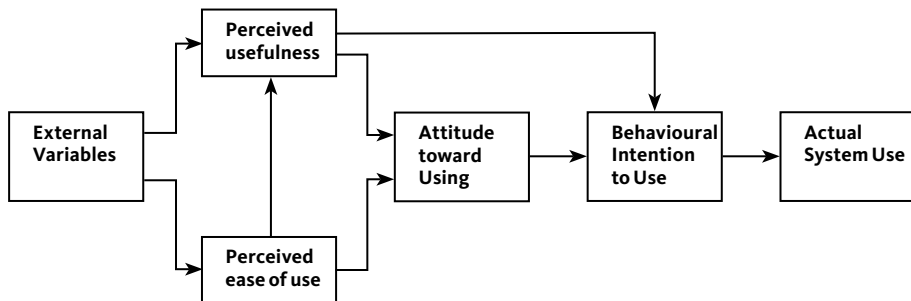 Perceived
usefulness
External
Variables
Attitude
toward
Using
Behavioural
Intention
to Use
Actual
System Use
Perceived
ease of use